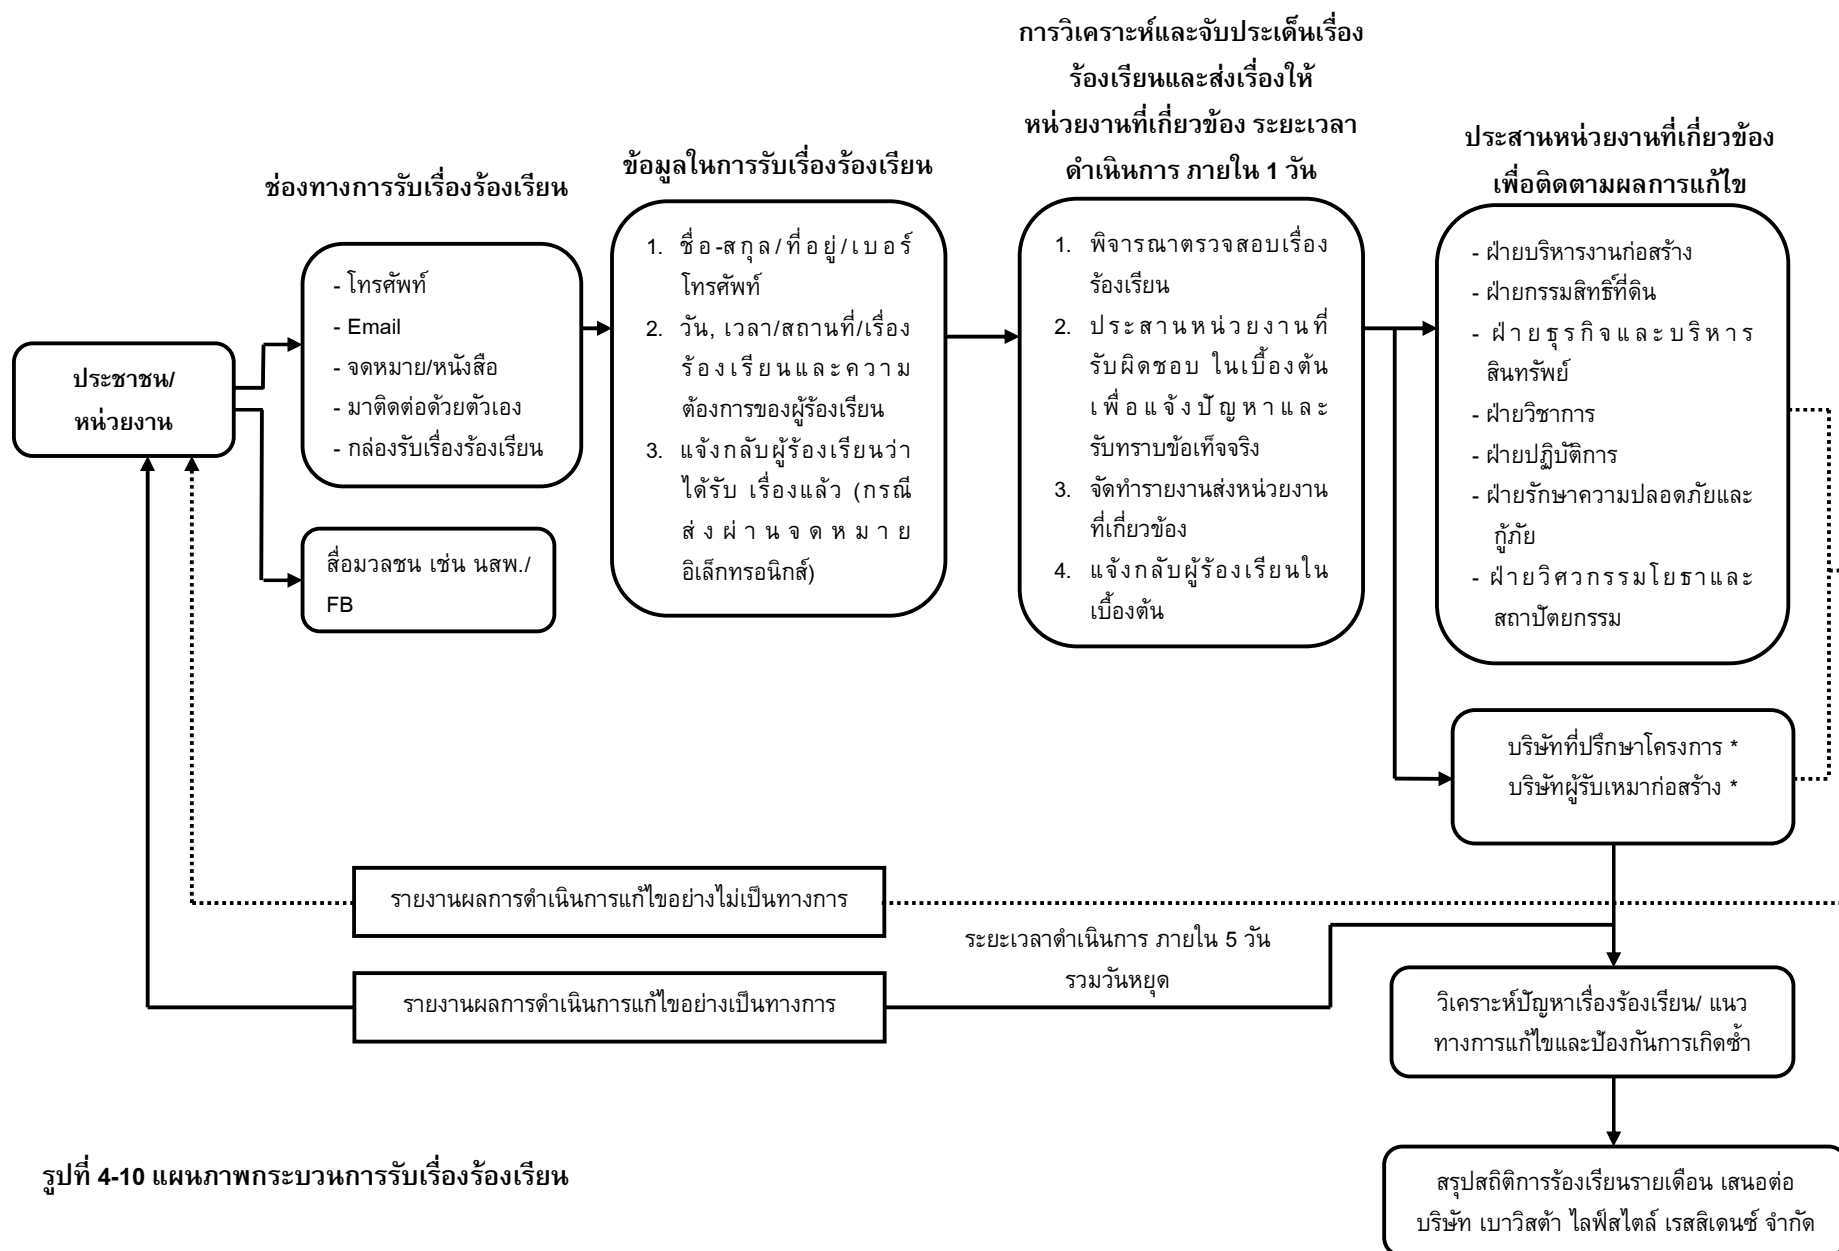 การวิเคราะห์และจับประเด็นเรื่อง
ร้องเรียนและส่งเรื่องให้
หน่วยงานที่เกี่ยวข้อง ระยะเวลา
ดำเนินการ ภายใน 1 วัน
ประสานหน่วยงานที่เกี่ยวข้อง
เพื่อติดตามผลการแก้ไข
ข้อมูลในการรับเรื่องร้องเรียน
ช่องทางการรับเรื่องร้องเรียน
ประชาชน/
หน่วยงาน
- โทรศัพท์
- Email
- จดหมาย/หนังสือ
- มาติดต่อด้วยตัวเอง
- กล่องรับเรื่องร้องเรียน
สื่อมวลชน เช่น นสพ./
FB
1. ชื่อ-สกุล/ที่อยู่/เบอร์
โทรศัพท์
2. วัน, เวลา/สถานที่/เรื่อง
ร้องเรียนและความ
ต้องการของผู้ร้องเรียน
3. แจ้งกลับผู้ร้องเรียนว่า
ได้รับ เรื่องแล้ว (กรณี
ส่งผ่านจดหมาย
อิเล็กทรอนิกส์)
1. พิจารณาตรวจสอบเรื่อง
ร้องเรียน
2. ประสานหน่วยงานที่
รับผิดชอบ ในเบื้องต้น
เพื่อแจ้งปัญหาและ
รับทราบข้อเท็จจริง
3. จัดทำรายงานส่งหน่วยงาน
ที่เกี่ยวข้อง
4. แจ้งกลับผู้ร้องเรียนใน
เบื้องต้น
- ฝ่ายบริหารงานก่อสร้าง
- ฝ่ายกรรมสิทธิ์ที่ดิน
- ฝ่ายธุรกิจและบริหาร
สินทรัพย์
- ฝ่ายวิชาการ
- ฝ่ายปฏิบัติการ
- ฝ่ายรักษาความปลอดภัยและ
กู้ภัย
- ฝ่ายวิศวกรรมโยธาและ
สถาปัตยกรรม
บริษัทที่ปรึกษาโครงการ *
บริษัทผู้รับเหมาก่อสร้าง *
รายงานผลการดำเนินการแก้ไขอย่างไม่เป็นทางการ
ระยะเวลาดำเนินการ ภายใน 5 วัน
รวมวันหยุด
รายงานผลการดำเนินการแก้ไขอย่างเป็นทางการ
วิเคราะห์ปัญหาเรื่องร้องเรียน/ แนว
ทางการแก้ไขและป้องกันการเกิดซ้ำ
สรุปสถิติการร้องเรียนรายเดือน เสนอต่อ
บริษัท เบาวิสต้า ไลฟ์สไตล์ เรสสิเดนซ์ จำกัด
รูปที่ 4-10 แผนภาพกระบวนการรับเรื่องร้องเรียน